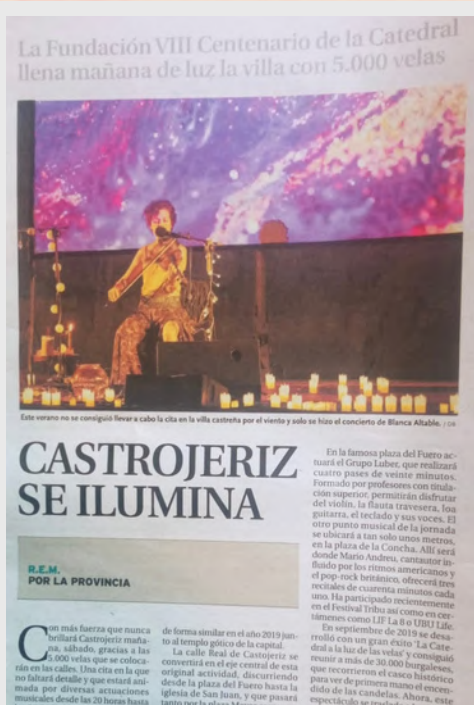 La Fundación VIII Centenario de la Catedral
llena mañana de luz la villa con 5.000 velas
Este verano no se consiguió llevar a cabo la cita en la villa castreña por el viento y solo se hizo el concierto de Blanca Altable. / DB
CASTROJERIZ
SE ILUMINA
R.E.M.
POR LA PROVINCIA
Con más fuerza que nunca
brillará Castrojeriz maña-
na, sábado, gracias a las
5.000 velas que se coloca-
rán en las calles. Una cita en la que
no faltará detalle y que estará ani-
mada por diversas actuaciones
musicales desde las 20 horas hasta
de forma similar en el año 2019 jun-
to al templo gótico de la capital.
La calle Real de Castrojeriz se
convertirá en el eje central de esta
original actividad, discurriendo
desde la plaza del Fuero hasta la
iglesia de San Juan, y que pasará
tanto por la plaza
En la famosa plaza del Fuero ac-
tuará el Grupo Luber, que realizará
cuatro pases de veinte minutos.
Formado por profesores con titula-
ción superior, permitirán disfrutar
del violín, la flauta travesera, loa
guitarra, el teclado y sus voces. El
otro punto musical de la jornada
se ubicará a tan solo unos metros,
en la plaza de la Concha. Allí será
donde Mario Andreu, cantautor in-
fluido por los ritmos americanos y
el pop-rock británico, ofrecerá tres
recitales de cuarenta minutos cada
uno. Ha participado recientemente
en el Festival Tribu así como en cer-
támenes como LIF La 8 o UBU Life.
En septiembre de 2019 se desa-
rrolló con un gran éxito 'La Cate-
dral a la luz de las velas' y consiguió
reunir a más de 30.000 burgaleses,
que recorrieron el casco histórico
para ver de primera mano el encen-
dido de las candelas. Ahora, este
espectáculo se